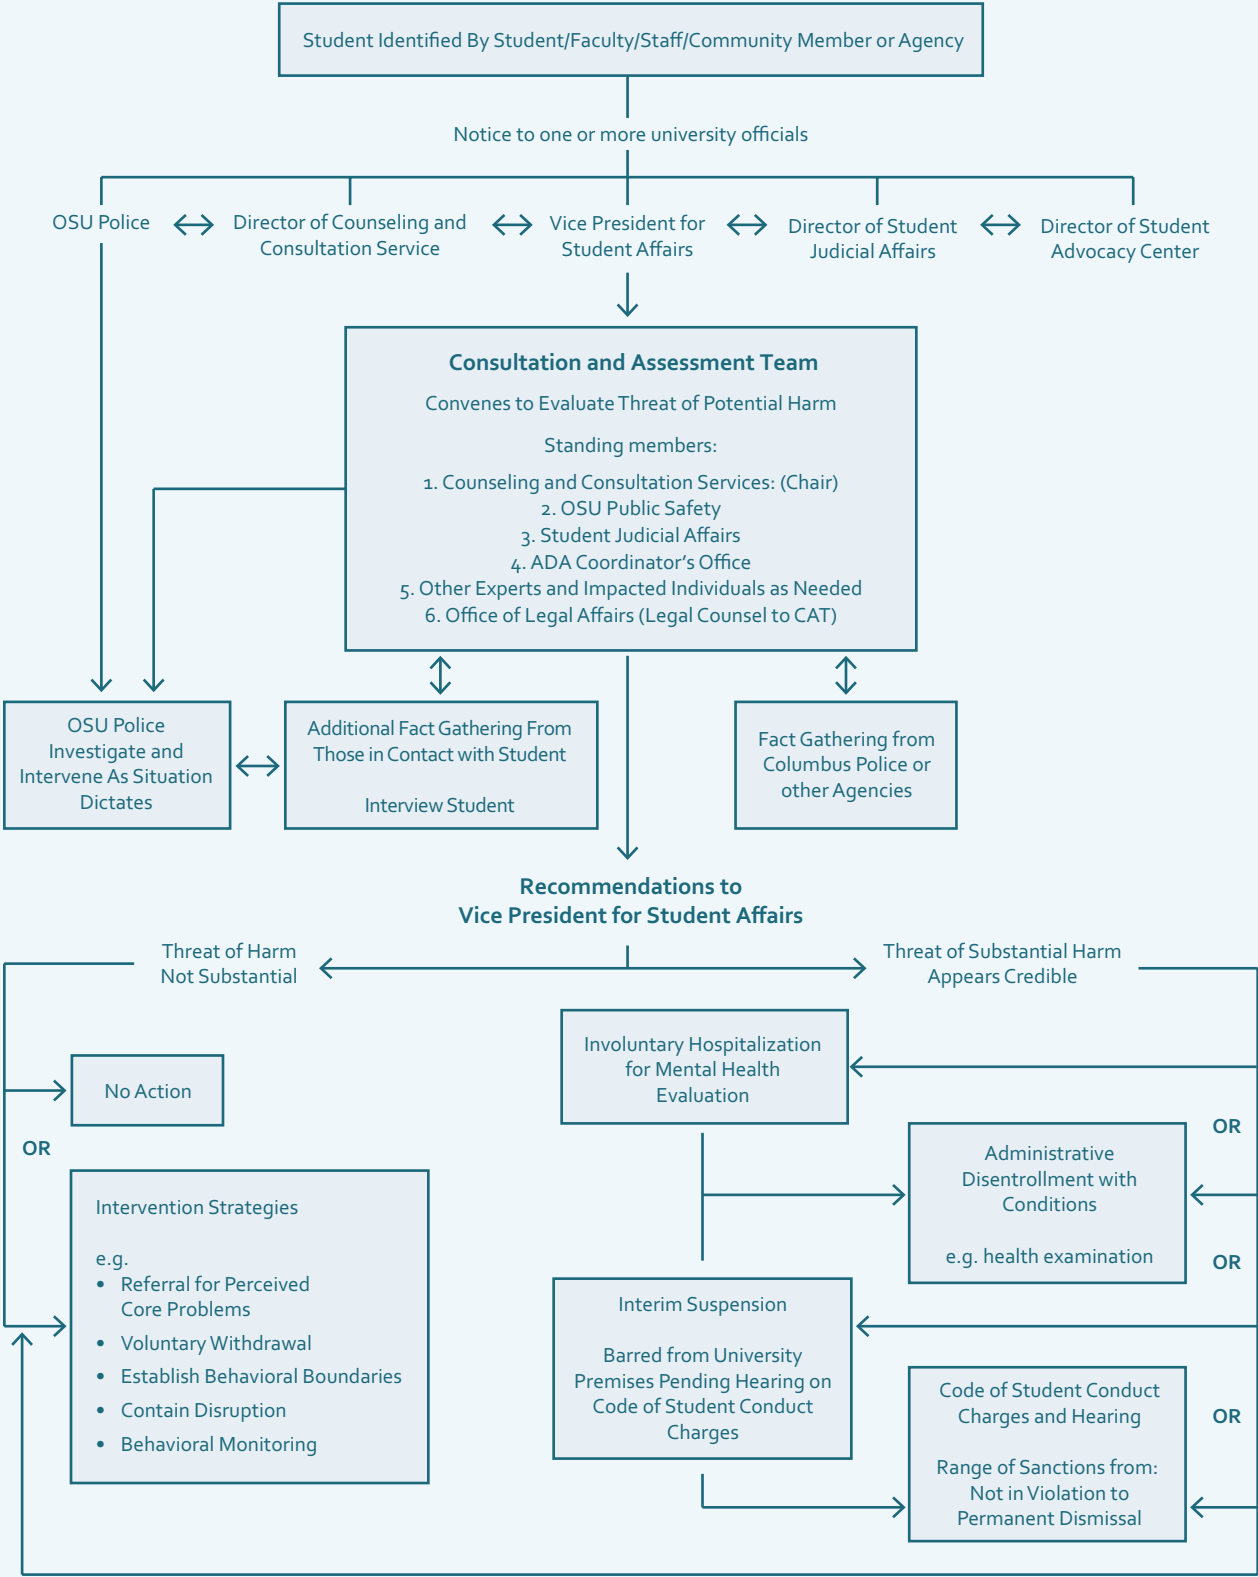 Student Identified By Student/Faculty/Staff/Community Member or Agency
Notice to one or more university officials
OSU Police
Director of Counseling and
Consultation Service
Vice President for
Student Affairs
Director of Student
Judicial Affairs
Director of Student
Advocacy Center
Consultation and Assessment Team
Convenes to Evaluate Threat of Potential Harm
Standing members:
1. Counseling and Consultation Services: (Chair)
2. OSU Public Safety
3. Student Judicial Affairs
4. ADA Coordinator's Office
5. Other Experts and Impacted Individuals as Needed
6. Office of Legal Affairs (Legal Counsel to CAT)
OSU Police
Investigate and
Intervene As Situation
Dictates
Additional Fact Gathering From
Those in Contact with Student
Interview Student
Fact Gathering from
Columbus Police or
other Agencies
Recommendations to
Vice President for Student Affairs
Threat of Harm
Not Substantial
Threat of Substantial Harm
Appears Credible
No Action
OR
Intervention Strategies
e.g.
• Referral for Perceived
Core Problems
• Voluntary Withdrawal
• Establish Behavioral Boundaries
• Contain Disruption
• Behavioral Monitoring
Involuntary Hospitalization
for Mental Health
Evaluation
OR
Administrative
Disentrollment with
Conditions
e.g. health examination
OR
Interim Suspension
Barred from University
Premises Pending Hearing on
Code of Student Conduct
Charges
OR
Code of Student Conduct
Charges and Hearing
Range of Sanctions from:
Not in Violation to
Permanent Dismissal